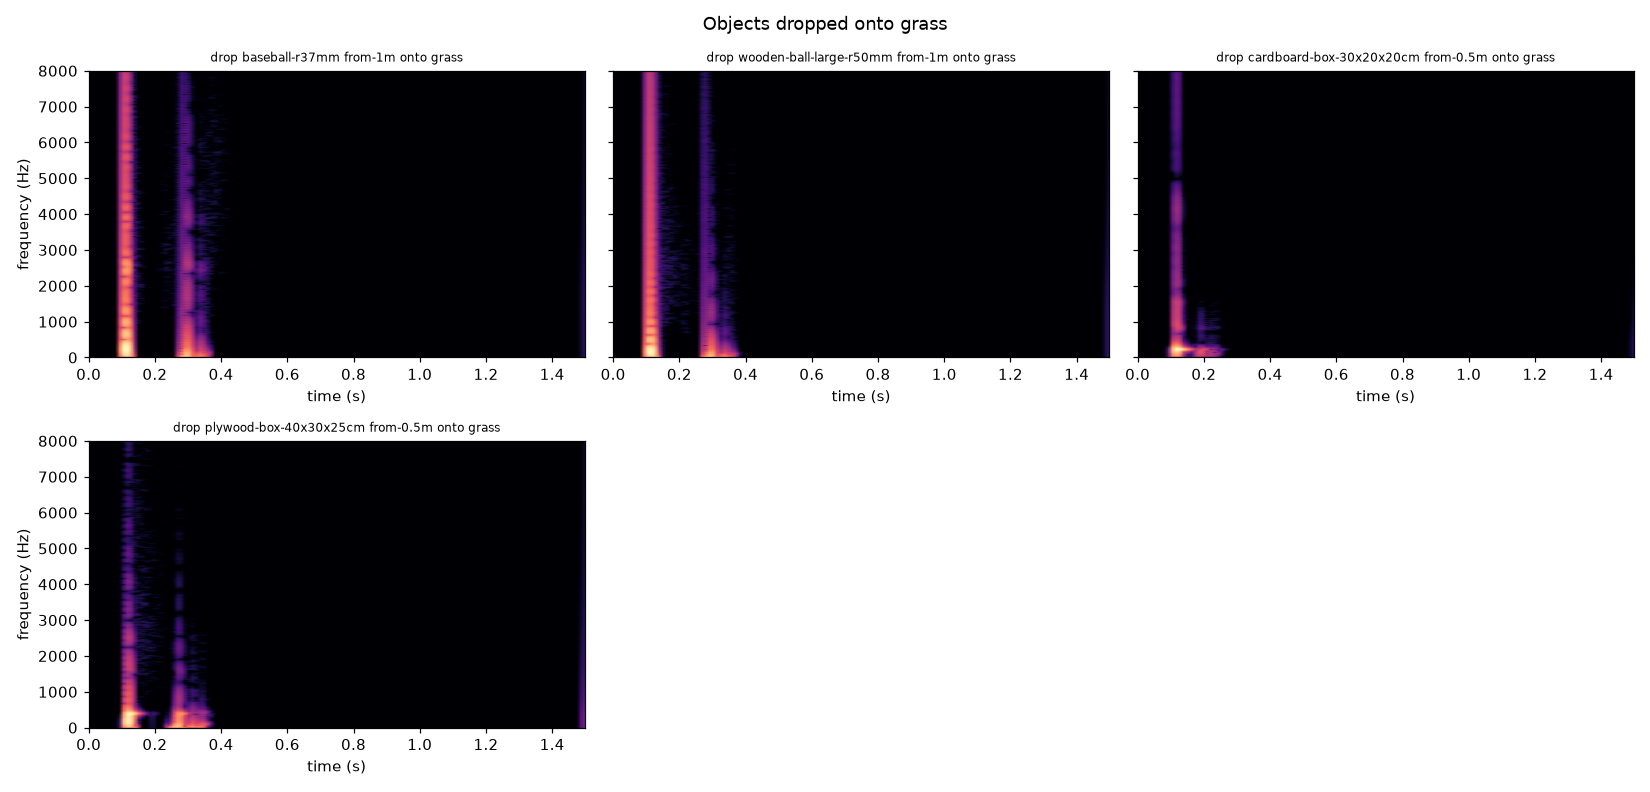 Objects dropped onto grass
drop baseball-r37mm from-1m onto grass
drop wooden-ball-large-r50mm from-1m onto grass
drop cardboard-box-30x20x20cm from-0.5m onto grass
8000
7000
6000
5000
4000
3000
2000
1000
0
frequency (Hz)
0.0 0.2 0.4 0.6 0.8 1.0 1.2 1.4
0.0 0.2 0.4 0.6 0.8 1.0 1.2 1.4
0.0 0.2 0.4 0.6 0.8 1.0 1.2 1.4
time (s)
time (s)
time (s)
drop plywood-box-40x30x25cm from-0.5m onto grass
8000
7000
6000
5000
4000
3000
2000
1000
0
frequency (Hz)
0.0 0.2 0.4 0.6 0.8 1.0 1.2 1.4
time (s)